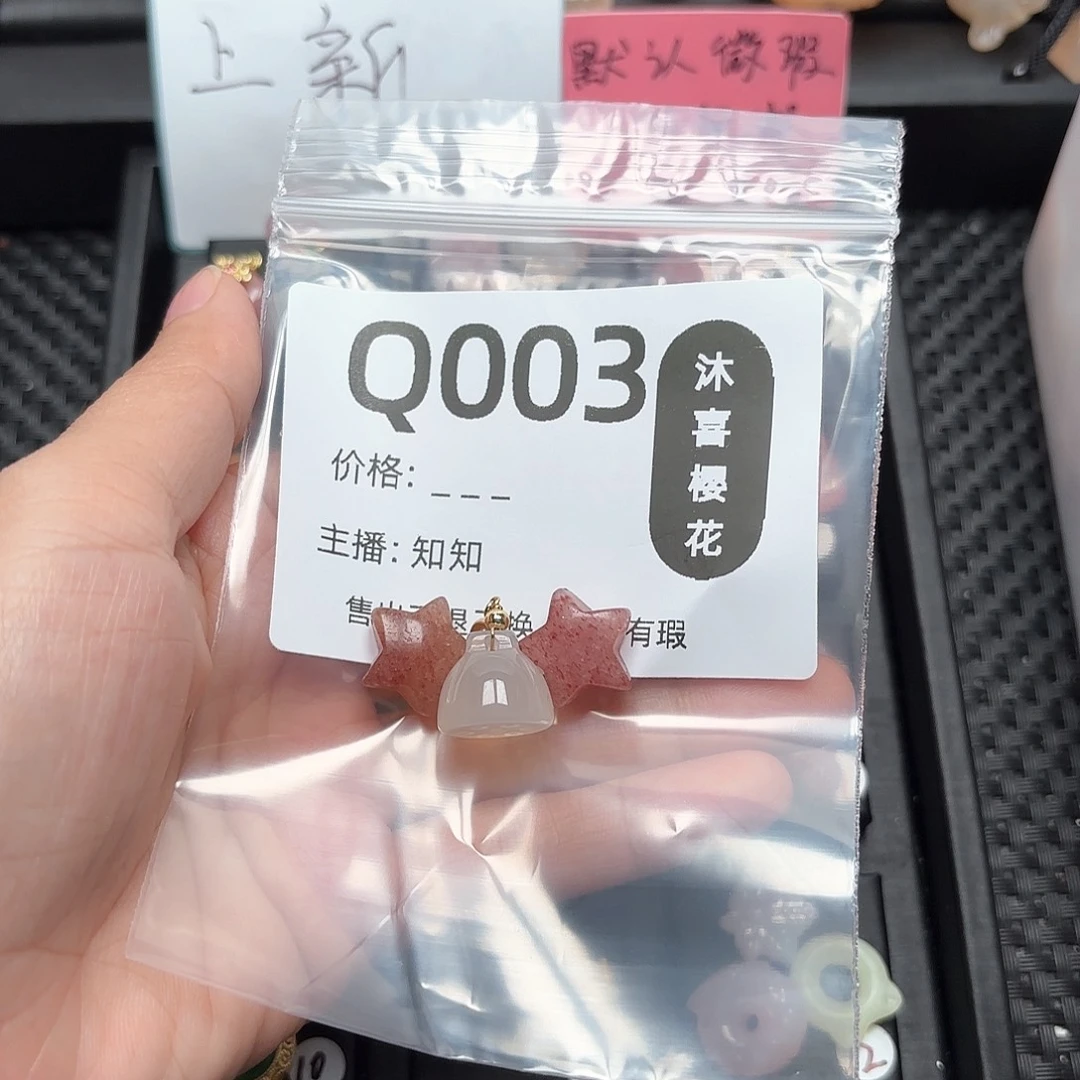 上新
默认微瑕
Q003
沐喜樱花
价格: _ _ _
主播: 知知
售出 换 有瑕